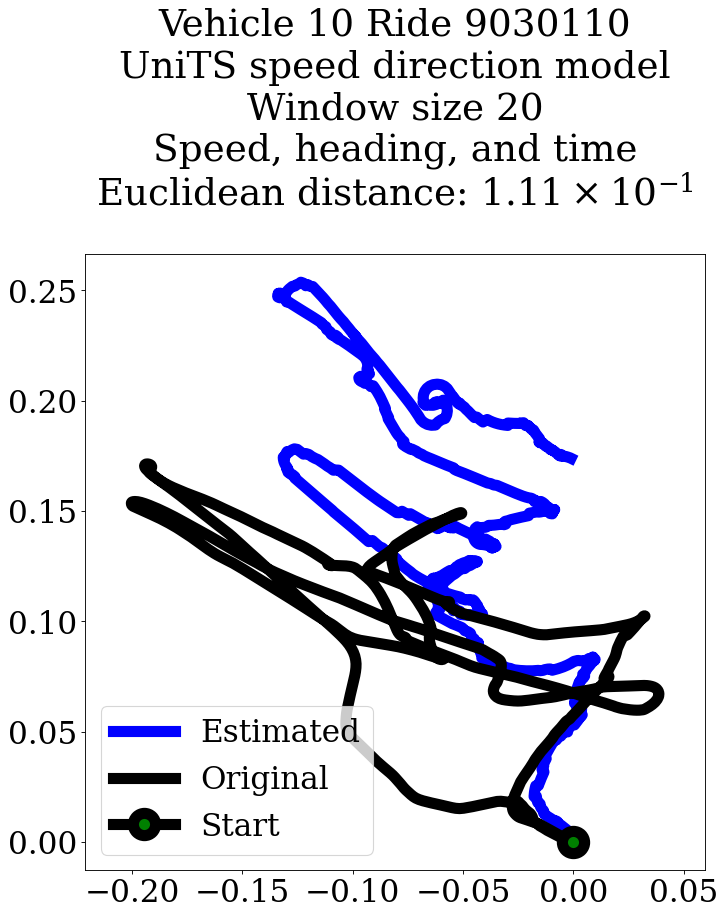 Vehicle 10 Ride 9030110
UniTS speed direction model
Window size 20
Speed, heading, and time
Euclidean distance: 1.11 × 10⁻¹
0.25
0.20
0.15
0.10
0.05
0.00
Estimated
Original
Start
−0.20 −0.15 −0.10 −0.05 0.00 0.05